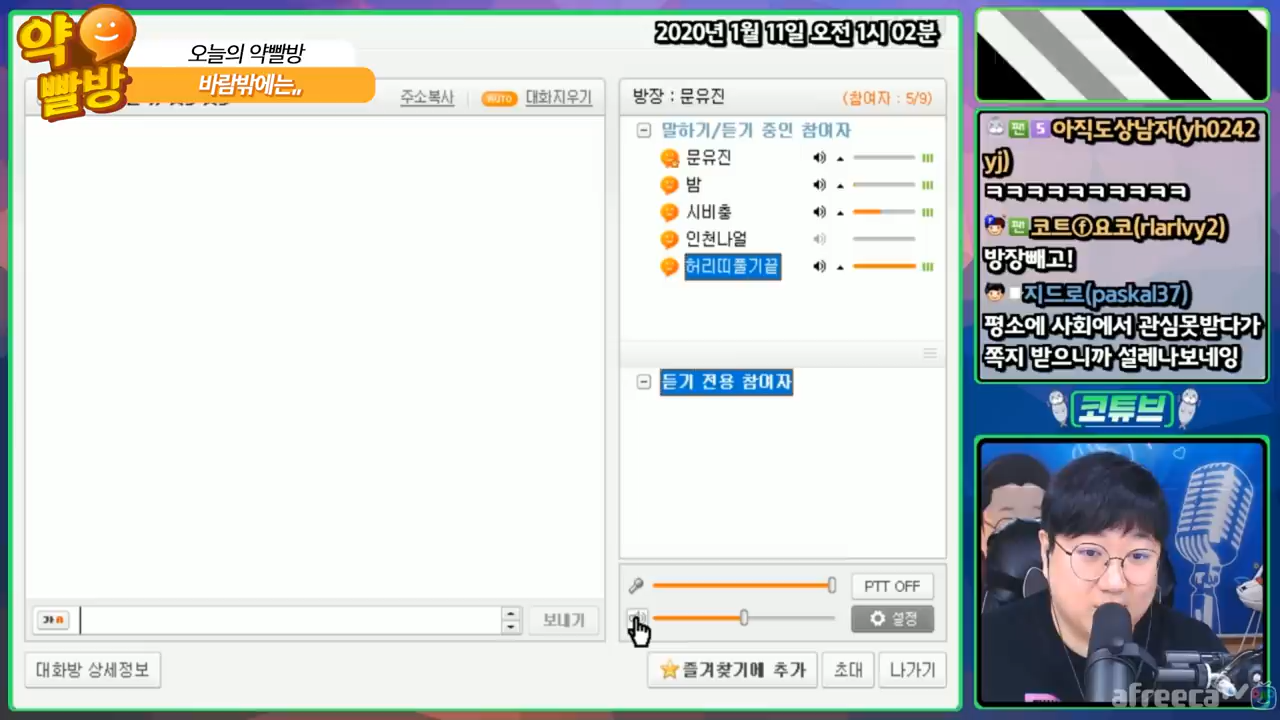 약빨방
오늘의 약빨방
바람밖에는,,
2020년 1월 11일 오전 1시 02분
주소복사
AUTO
대화지우기
방장 : 문유진
(참여자 : 5/9)
말하기/듣기 중인 참여자
문유진
밤
시비충
인천나얼
허리띠풀기끝
듣기 전용 참여자
PTT OFF
설정
가
보내기
대화방 상세정보
즐겨찾기에 추가
초대
나가기
팬 5 아직도상남자(yh0242
yj)
ㅋㅋㅋㅋㅋㅋㅋㅋㅋㅋ
팬 코트ⓕ요코(rlarlvy2)
방장빼고!
지드로(paskal37)
평소에 사회에서 관심못받다가
쪽지 받으니까 설레나보네잉
코튜브
afreecaTV